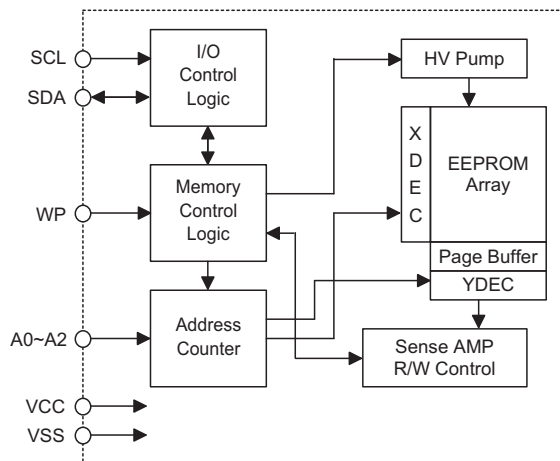 SCL
SDA
WP
A0~A2
VCC
VSS
I/O
Control
Logic
Memory
Control
Logic
Address
Counter
HV Pump
X
D
E
C
EEPROM
Array
Page Buffer
YDEC
Sense AMP
R/W Control